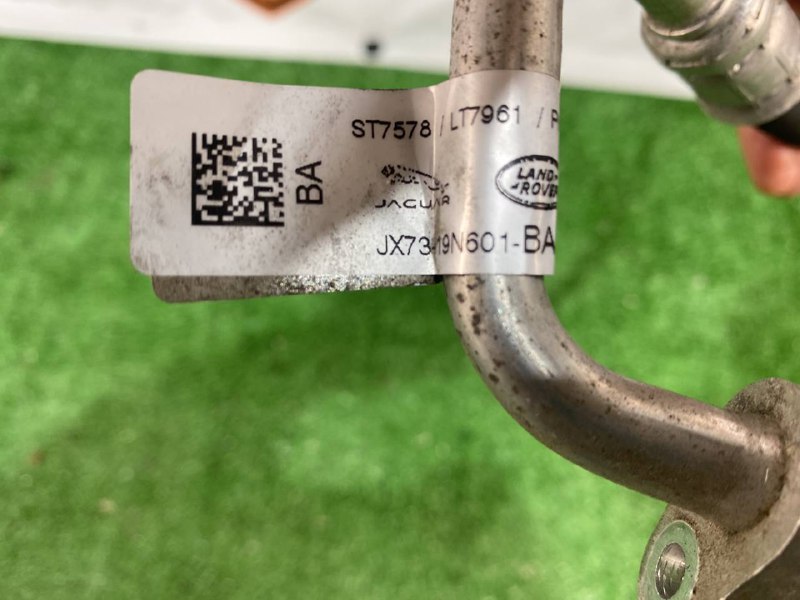 ST7578 / LT7961 / P
BA
LAND-
ROVER
JAGUAR
JX73-19N601-BA